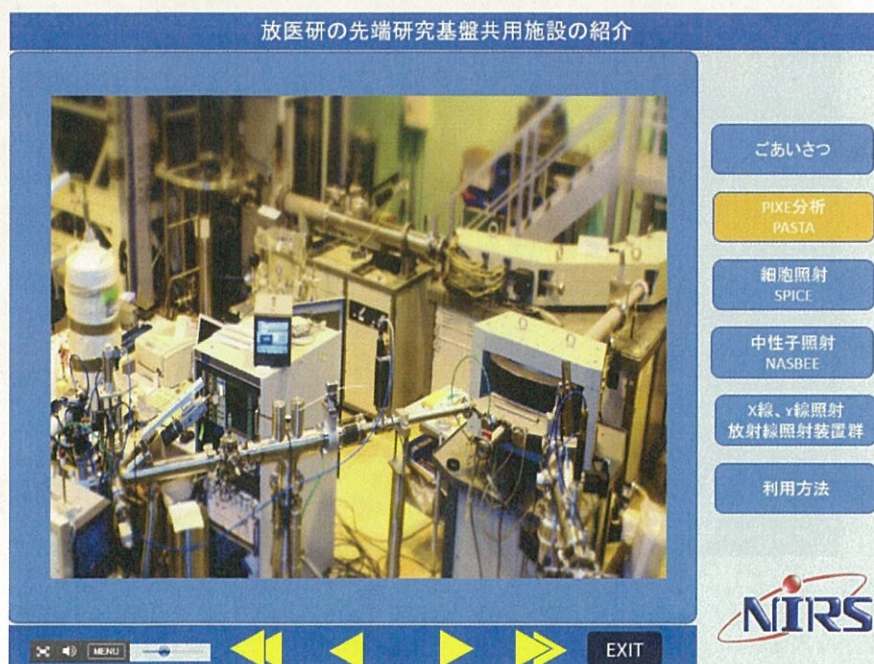 放医研の先端研究基盤共用施設の紹介
ごあいさつ
PIXE分析
PASTA
細胞照射
SPICE
中性子照射
NASBEE
X線、γ線照射
放射線照射装置群
利用方法
NIRS
MENU
EXIT